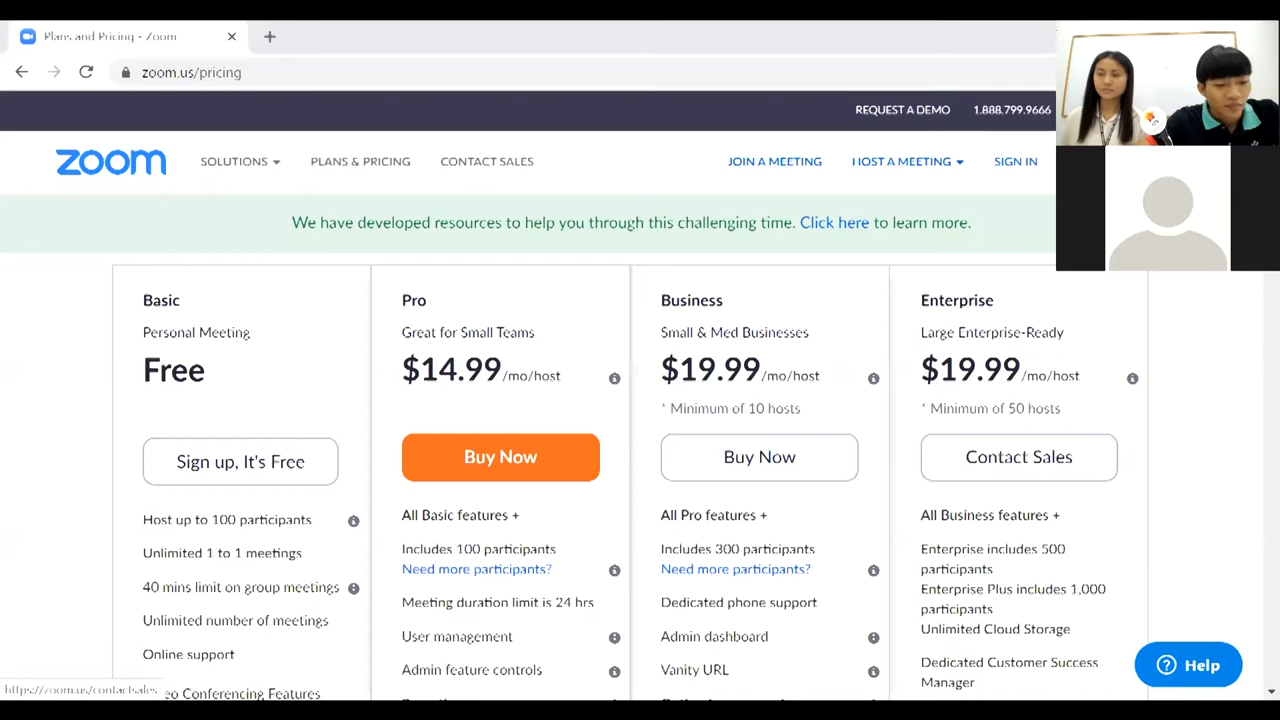 Plans and Pricing - Zoom
zoom.us/pricing
REQUEST A DEMO 1.888.799.9666
zoom SOLUTIONS PLANS & PRICING CONTACT SALES JOIN A MEETING HOST A MEETING SIGN IN
We have developed resources to help you through this challenging time. Click here to learn more.
Basic
Personal Meeting
Free
Sign up, It's Free
Host up to 100 participants
Unlimited 1 to 1 meetings
40 mins limit on group meetings
Unlimited number of meetings
Online support
eo Conferencing Features
Pro
Great for Small Teams
$14.99/mo/host
Buy Now
All Basic features +
Includes 100 participants
Need more participants?
Meeting duration limit is 24 hrs
User management
Admin feature controls
Business
Small & Med Businesses
$19.99/mo/host
* Minimum of 10 hosts
Buy Now
All Pro features +
Includes 300 participants
Need more participants?
Dedicated phone support
Admin dashboard
Vanity URL
Enterprise
Large Enterprise-Ready
$19.99/mo/host
* Minimum of 50 hosts
Contact Sales
All Business features +
Enterprise includes 500
participants
Enterprise Plus includes 1,000
participants
Unlimited Cloud Storage
Dedicated Customer Success
Manager
Help
https://zoom.us/contactsales